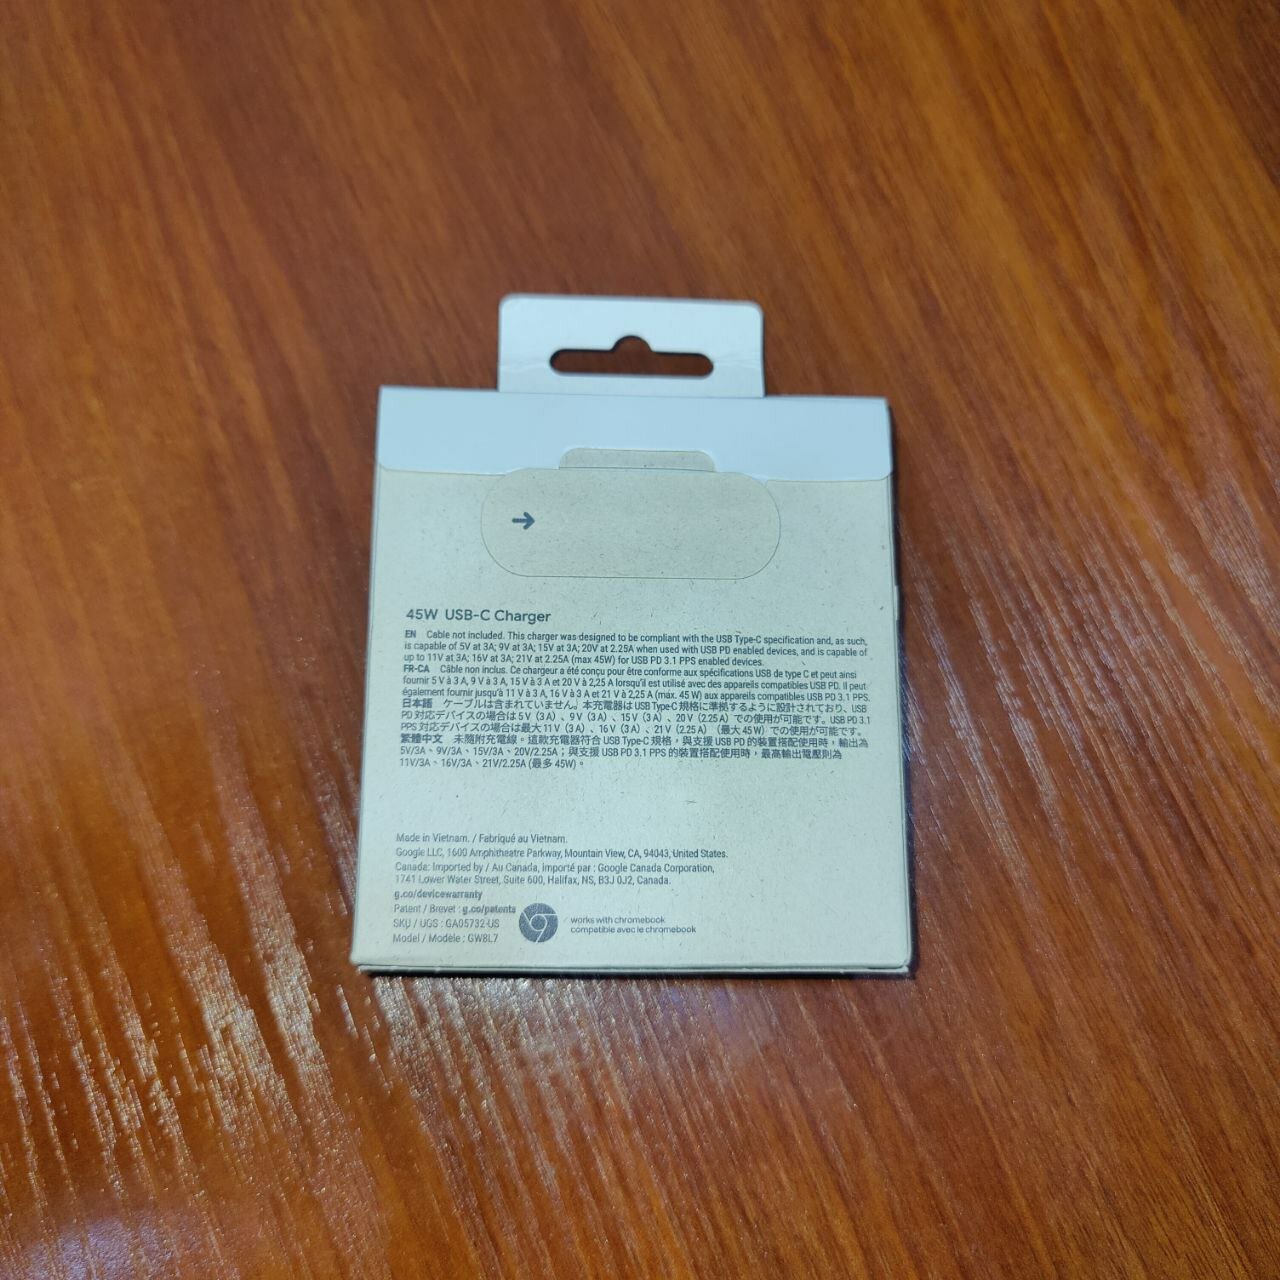 45W USB-C Charger
EN Cable not included. This charger was designed to be compliant with the USB Type-C specification and, as such,
is capable of 5V at 3A; 9V at 3A; 15V at 3A; 20V at 2.25A when used with USB PD enabled devices, and is capable of
up to 11V at 3A; 16V at 3A; 21V at 2.25A (max 45W) for USB PD 3.1 PPS enabled devices.
FR-CA Câble non inclus. Ce chargeur a été conçu pour être conforme aux spécifications USB de type C et peut ainsi
fournir 5 V à 3 A, 9 V à 3 A, 15 V à 3 A et 20 V à 2,25 A lorsqu'il est utilisé avec des appareils compatibles USB PD. Il peut
également fournir jusqu'à 11 V à 3 A, 16 V à 3 A et 21 V à 2,25 A (max. 45 W) aux appareils compatibles USB PD 3.1 PPS.
日本語 ケーブルは含まれていません。本充電器は USB Type-C 規格に準拠するように設計されており、USB
PD 対応デバイスの場合は 5 V（3 A）、9 V（3 A）、15 V（3 A）、20 V（2.25 A）での使用が可能です。USB PD 3.1
PPS 対応デバイスの場合は最大 11 V（3 A）、16 V（3 A）、21 V（2.25 A）（最大 45 W）での使用が可能です。
繁體中文 未隨附充電線。這款充電器符合 USB Type-C 規格，與支援 USB PD 的裝置搭配使用時，輸出為
5V/3A、9V/3A、15V/3A、20V/2.25A；與支援 USB PD 3.1 PPS 的裝置搭配使用時，最高輸出電壓則為
11V/3A、16V/3A、21V/2.25A (最多 45W)。
Made in Vietnam. / Fabriqué au Vietnam.
Google LLC, 1600 Amphitheatre Parkway, Mountain View, CA, 94043, United States.
Canada: Imported by / Au Canada, importé par : Google Canada Corporation,
1741 Lower Water Street, Suite 600, Halifax, NS, B3J 0J2, Canada.
g.co/devicewarranty
Patent / Brevet : g.co/patents
SKU / UGS : GA05732-US
Model / Modèle : GW8L7
works with chromebook
compatible avec le chromebook